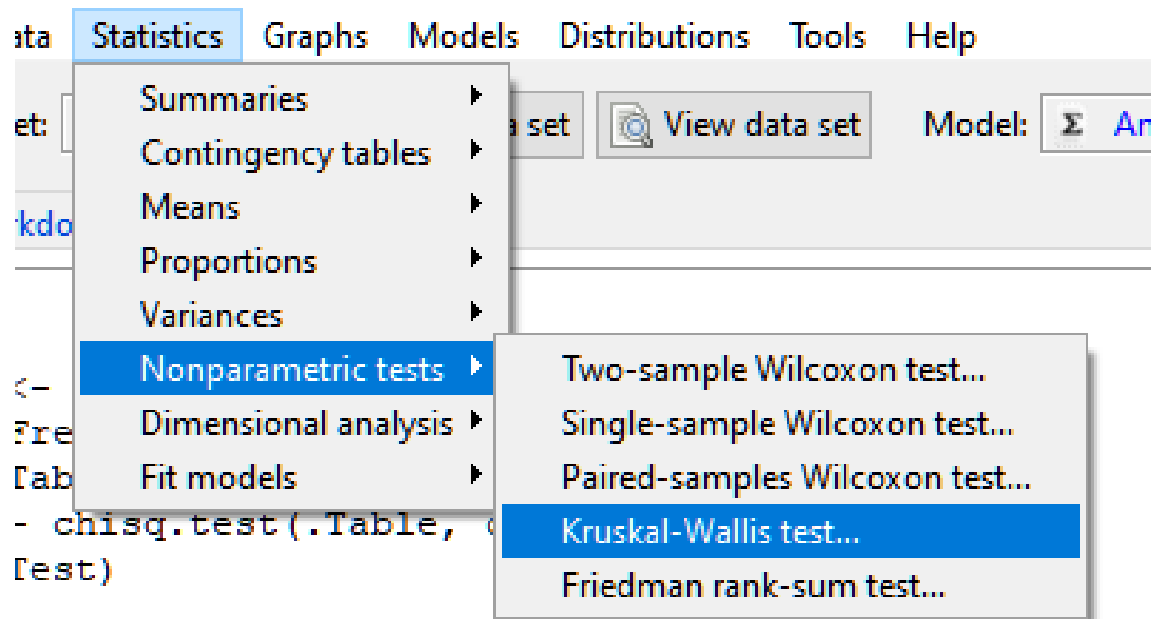 ata Statistics Graphs Models Distributions Tools Help
Summaries
et: a set View data set Model: Σ An
Contingency tables
Means
kdo
Proportions
Variances
Nonparametric tests
Two-sample Wilcoxon test...
<-
Dimensional analysis
Single-sample Wilcoxon test...
Fre
Fit models
Paired-samples Wilcoxon test...
Tab
- chisq.test(.Table,
Kruskal-Wallis test...
Test)
Friedman rank-sum test...